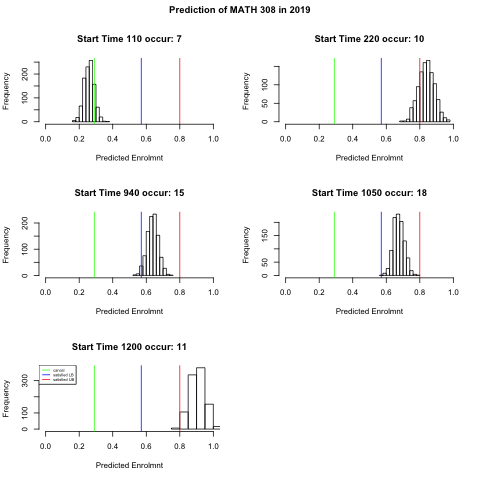 Prediction of MATH 308 in 2019
Start Time 110 occur: 7
Frequency
0 50 100 200
0.0 0.2 0.4 0.6 0.8 1.0
Predicted Enrolmnt
Start Time 220 occur: 10
Frequency
0 50 100
0.0 0.2 0.4 0.6 0.8 1.0
Predicted Enrolmnt
Start Time 940 occur: 15
Frequency
0 50 100 200
0.0 0.2 0.4 0.6 0.8 1.0
Predicted Enrolmnt
Start Time 1050 occur: 18
Frequency
0 50 150
0.0 0.2 0.4 0.6 0.8 1.0
Predicted Enrolmnt
Start Time 1200 occur: 11
Frequency
0 100 300
cancel
satisfied LB
satisfied UB
0.0 0.2 0.4 0.6 0.8 1.0
Predicted Enrolmnt